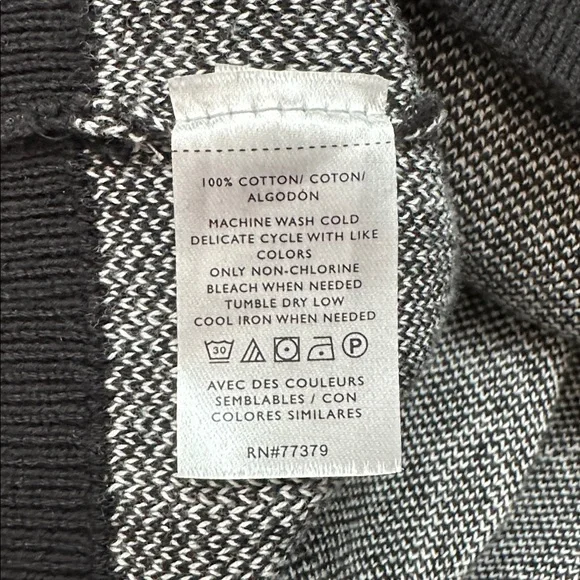 100% COTTON/ COTON/
ALGODÓN
MACHINE WASH COLD
DELICATE CYCLE WITH LIKE
COLORS
ONLY NON-CHLORINE
BLEACH WHEN NEEDED
TUMBLE DRY LOW
COOL IRON WHEN NEEDED
30 P
AVEC DES COULEURS
SEMBLABLES / CON
COLORES SIMILARES
RN#77379